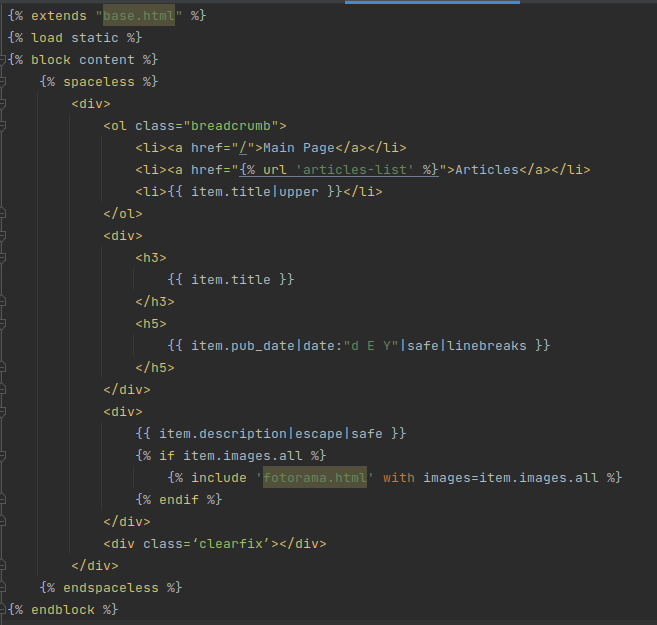 {% extends "base.html" %}
{% load static %}
{% block content %}
{% spaceless %}
<div>
<ol class="breadcrumb">
<li><a href="/">Main Page</a></li>
<li><a href="{% url 'articles-list' %}">Articles</a></li>
<li>{{ item.title|upper }}</li>
</ol>
<div>
<h3>
{{ item.title }}
</h3>
<h5>
{{ item.pub_date|date:"d E Y"|safe|linebreaks }}
</h5>
</div>
<div>
{{ item.description|escape|safe }}
{% if item.images.all %}
{% include 'fotorama.html' with images=item.images.all %}
{% endif %}
</div>
<div class=‘clearfix’></div>
</div>
{% endspaceless %}
{% endblock %}